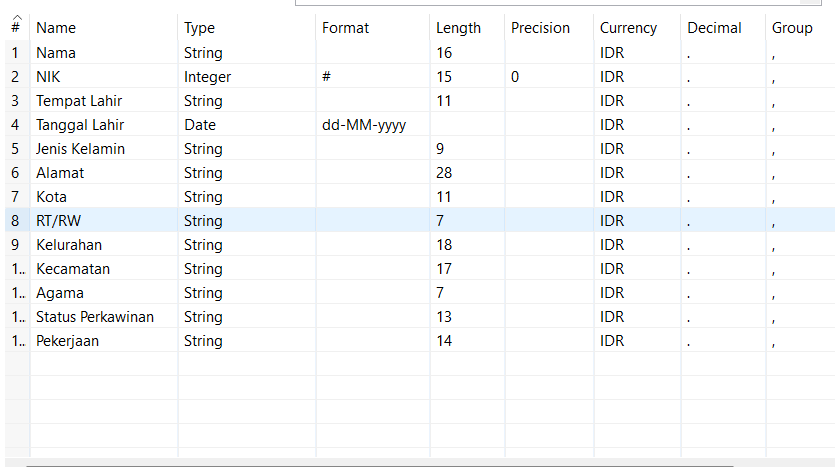 # Name Type Format Length Precision Currency Decimal Group
1 Nama String 16 IDR . ,
2 NIK Integer # 15 0 IDR . ,
3 Tempat Lahir String 11 IDR . ,
4 Tanggal Lahir Date dd-MM-yyyy IDR . ,
5 Jenis Kelamin String 9 IDR . ,
6 Alamat String 28 IDR . ,
7 Kota String 11 IDR . ,
8 RT/RW String 7 IDR . ,
9 Kelurahan String 18 IDR . ,
1.. Kecamatan String 17 IDR . ,
1.. Agama String 7 IDR . ,
1.. Status Perkawinan String 13 IDR . ,
1.. Pekerjaan String 14 IDR . ,